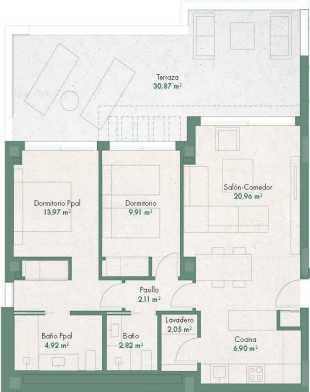 Terraza
30,87 m²
Dormitorio Ppal
13,97 m²
Dormitorio
9,91 m²
Salón-Comedor
20,96 m²
Pasillo
2,11 m²
Lavadero
2,05 m²
Baño Ppal
4,92 m²
Baño
2,82 m²
Cocina
6,90 m²